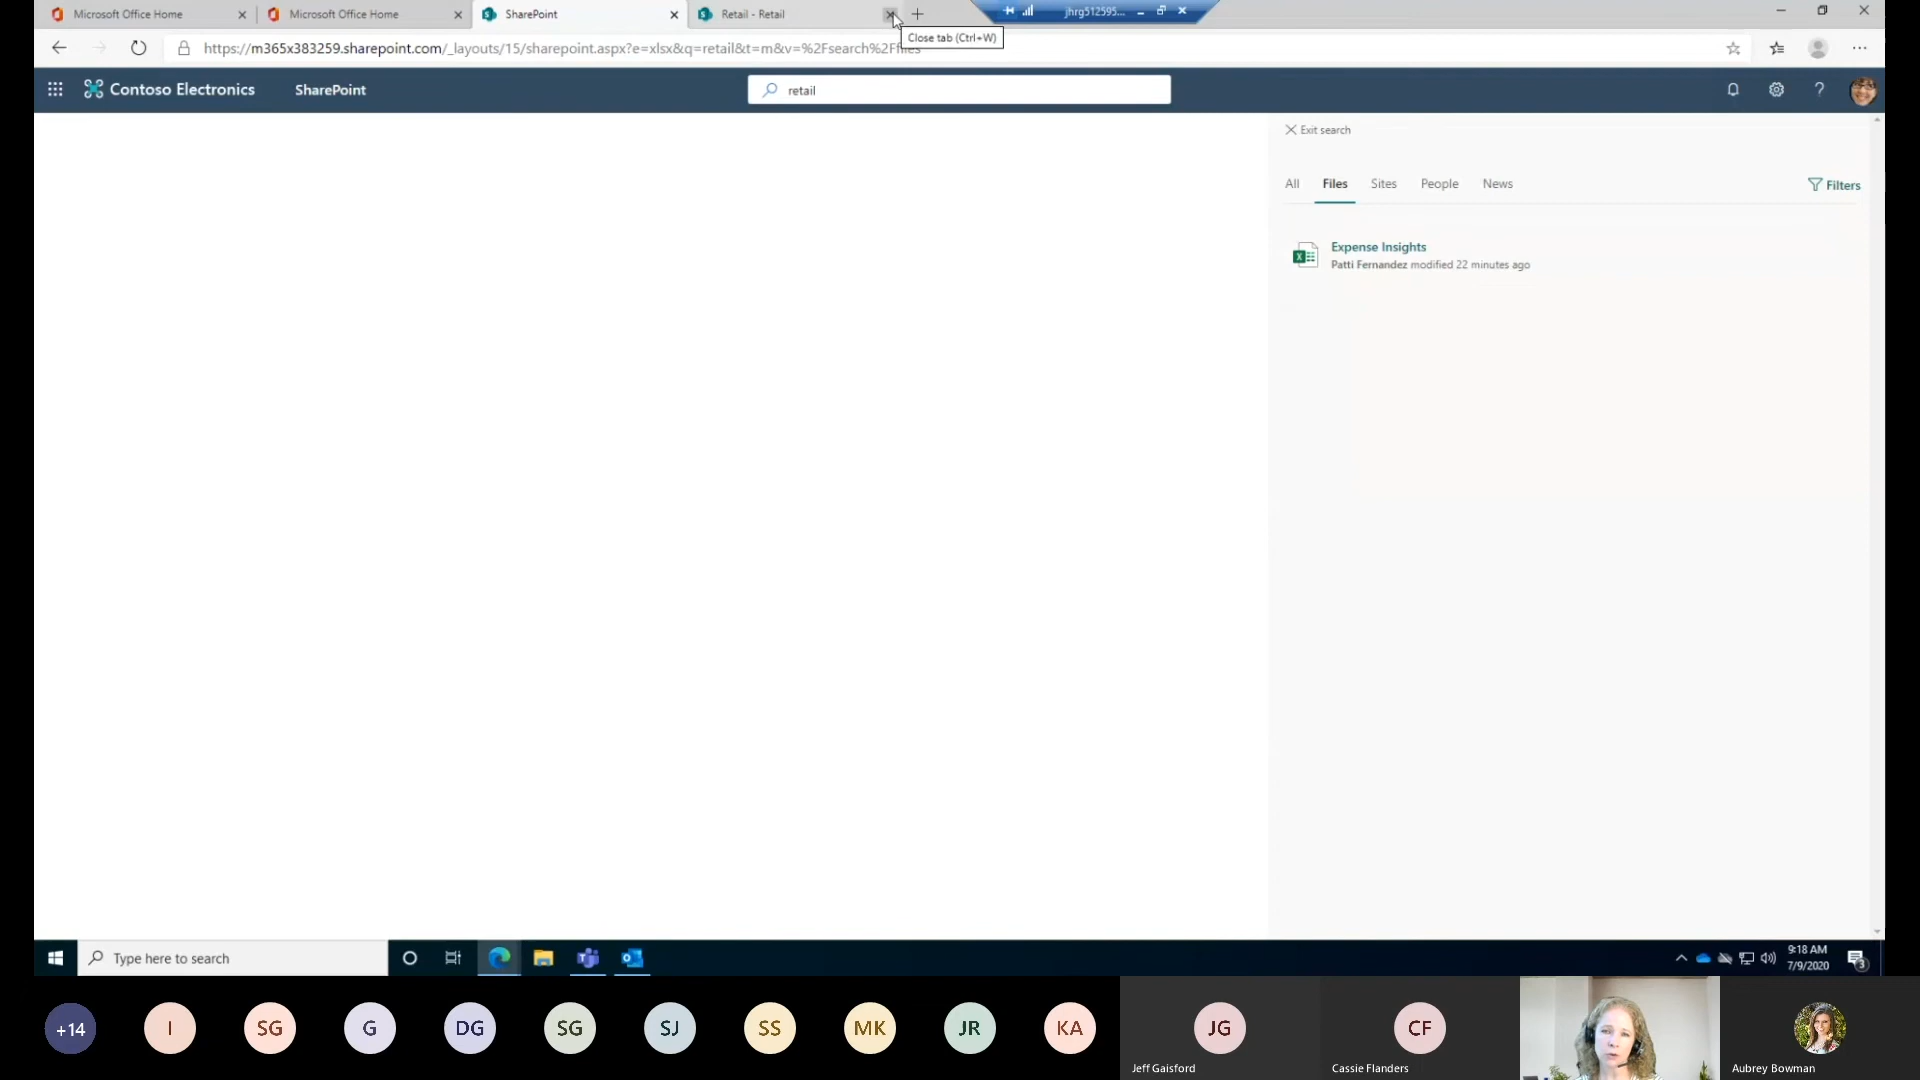 Microsoft Office Home
Microsoft Office Home
SharePoint
Retail - Retail
jhrg512595...
Close tab (Ctrl+W)
https://m365x383259.sharepoint.com/_layouts/15/sharepoint.aspx?e=xlsx&q=retail&t=m&v=%2Fsearch%2Ffiles
Contoso Electronics
SharePoint
retail
Exit search
All
Files
Sites
People
News
Filters
Expense Insights
Patti Fernandez modified 22 minutes ago
Type here to search
9:18 AM
7/9/2020
3
+14
I
SG
G
DG
SG
SJ
SS
MK
JR
KA
JG
CF
Jeff Gaisford
Cassie Flanders
Aubrey Bowman